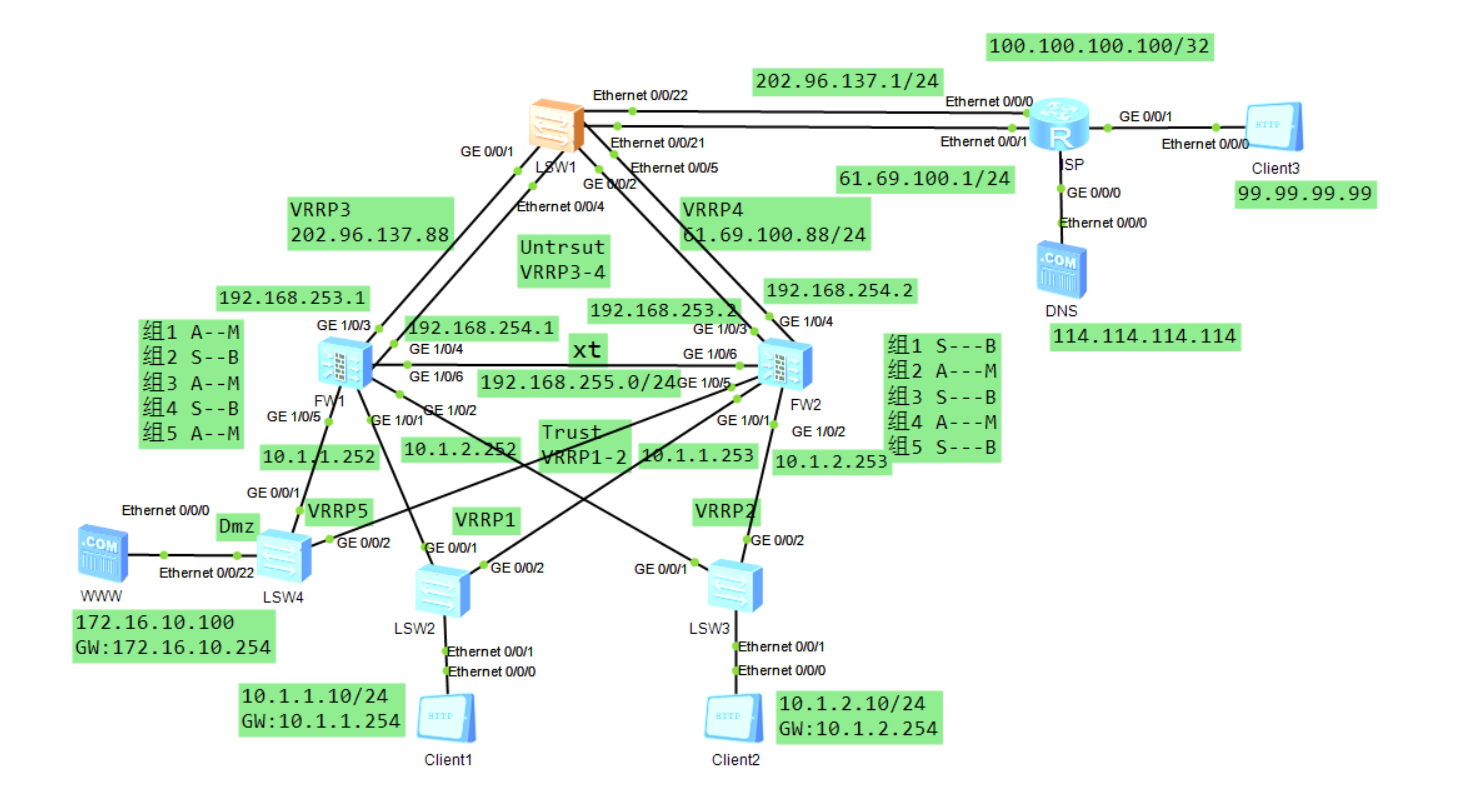 100.100.100.100/32
202.96.137.1/24
Ethernet 0/0/22
Ethernet 0/0/0
GE 0/0/1
Ethernet 0/0/21
Ethernet 0/0/1
Ethernet 0/0/0
HTTP
R
GE 0/0/1
LSW1
Ethernet 0/0/5
ISP
Client3
GE 0/0/2
61.69.100.1/24
GE 0/0/0
99.99.99.99
Ethernet 0/0/4
VRRP3
202.96.137.88
VRRP4
61.69.100.88/24
Ethernet 0/0/0
Untrsut
VRRP3-4
.COM
DNS
114.114.114.114
192.168.253.1
192.168.254.2
192.168.253.2
GE 1/0/3
192.168.254.1
GE 1/0/3
GE 1/0/4
组1 A--M
组2 S--B
组3 A--M
组4 S--B
组5 A--M
GE 1/0/4
xt
GE 1/0/6
GE 1/0/6
192.168.255.0/24
GE 1/0/5
组1 S---B
组2 A---M
组3 S---B
组4 A---M
组5 S---B
FW1
FW2
GE 1/0/5
GE 1/0/1
GE 1/0/2
GE 1/0/1
GE 1/0/2
Trust
VRRP1-2
10.1.1.252
10.1.2.252
10.1.1.253
10.1.2.253
GE 0/0/1
Ethernet 0/0/0
Dmz
VRRP5
VRRP1
VRRP2
.COM
GE 0/0/2
GE 0/0/1
GE 0/0/2
GE 0/0/2
Ethernet 0/0/22
GE 0/0/1
WWW
LSW4
172.16.10.100
GW:172.16.10.254
LSW2
LSW3
Ethernet 0/0/1
Ethernet 0/0/0
Ethernet 0/0/1
Ethernet 0/0/0
10.1.1.10/24
GW:10.1.1.254
HTTP
HTTP
10.1.2.10/24
GW:10.1.2.254
Client1
Client2